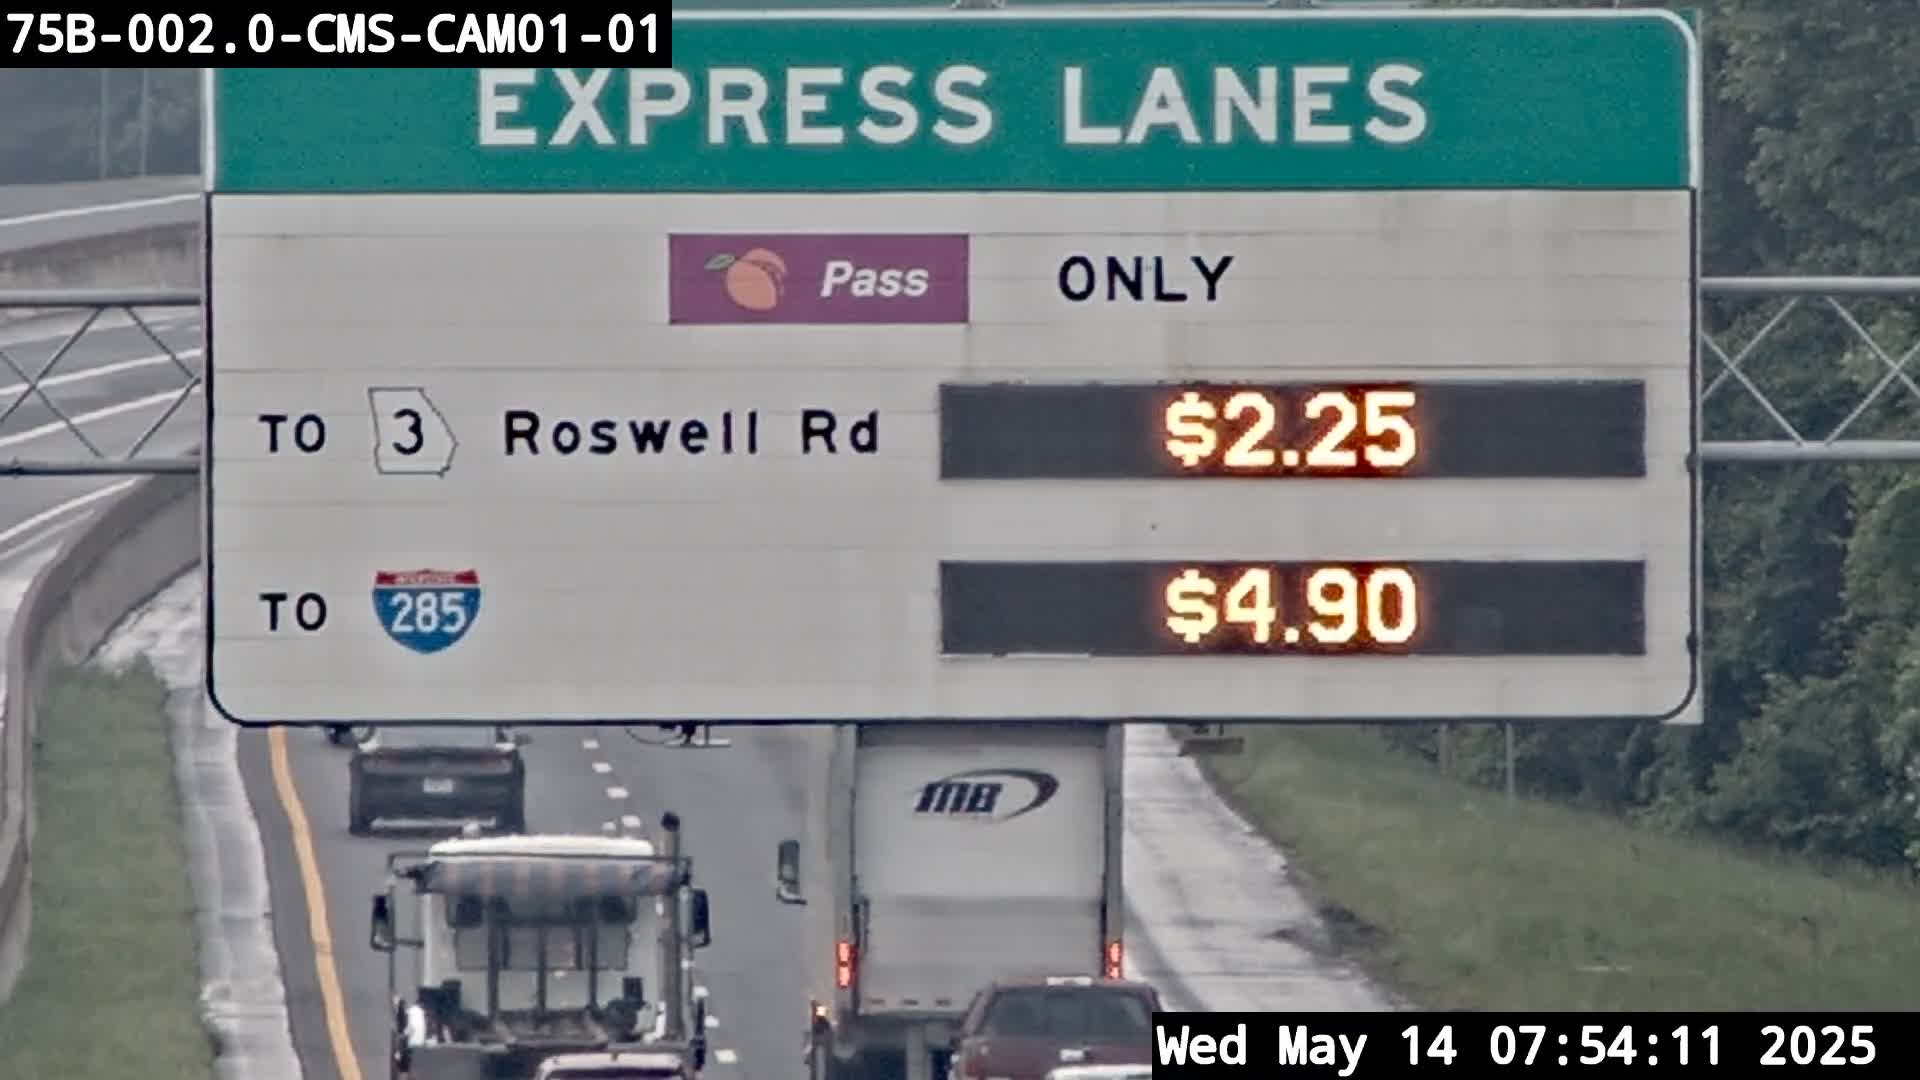 75B-002.0-CMS-CAM01-01
EXPRESS LANES
Pass ONLY
TO 3 Roswell Rd $2.25
TO INTERSTATE 285 $4.90
MB
Wed May 14 07:54:11 2025